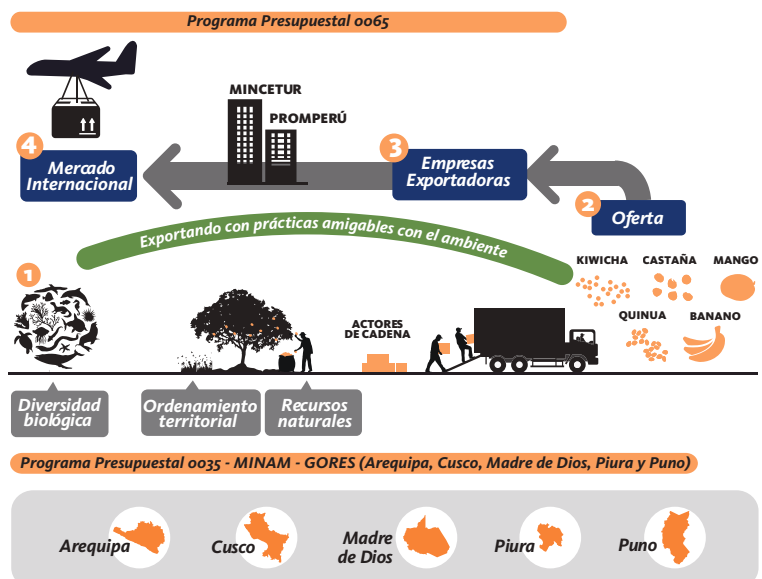 Programa Presupuestal 0065
MINCETUR
PROMPERÚ
4
Mercado
Internacional
3
Empresas
Exportadoras
2
Oferta
Exportando con prácticas amigables con el ambiente
KIWICHA
CASTAÑA
MANGO
QUINUA
BANANO
1
ACTORES
DE CADENA
Diversidad
biológica
Ordenamiento
territorial
Recursos
naturales
Programa Presupuestal 0035 - MINAM - GORES (Arequipa, Cusco, Madre de Dios, Piura y Puno)
Arequipa
Cusco
Madre
de Dios
Piura
Puno